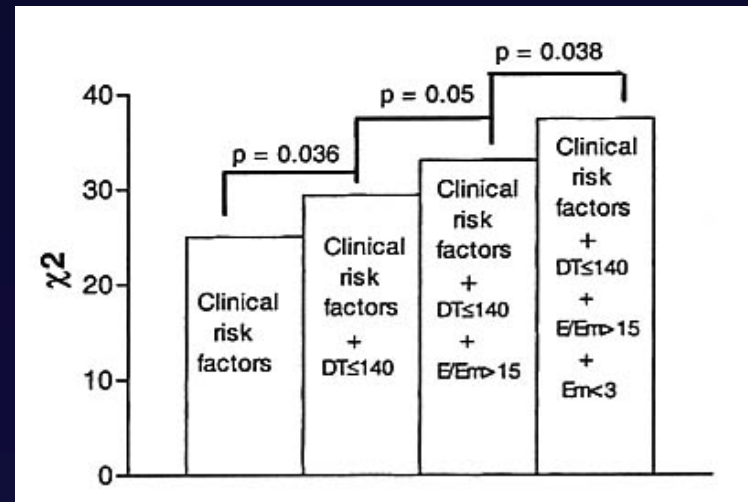 p = 0.038
p = 0.05
p = 0.036
40
30
20
10
0
χ2
Clinical
risk
factors
Clinical
risk
factors
+
DT≤140
Clinical
risk
factors
+
DT≤140
+
E/Em>15
Clinical
risk
factors
+
DT≤140
+
E/Em>15
+
Em<3